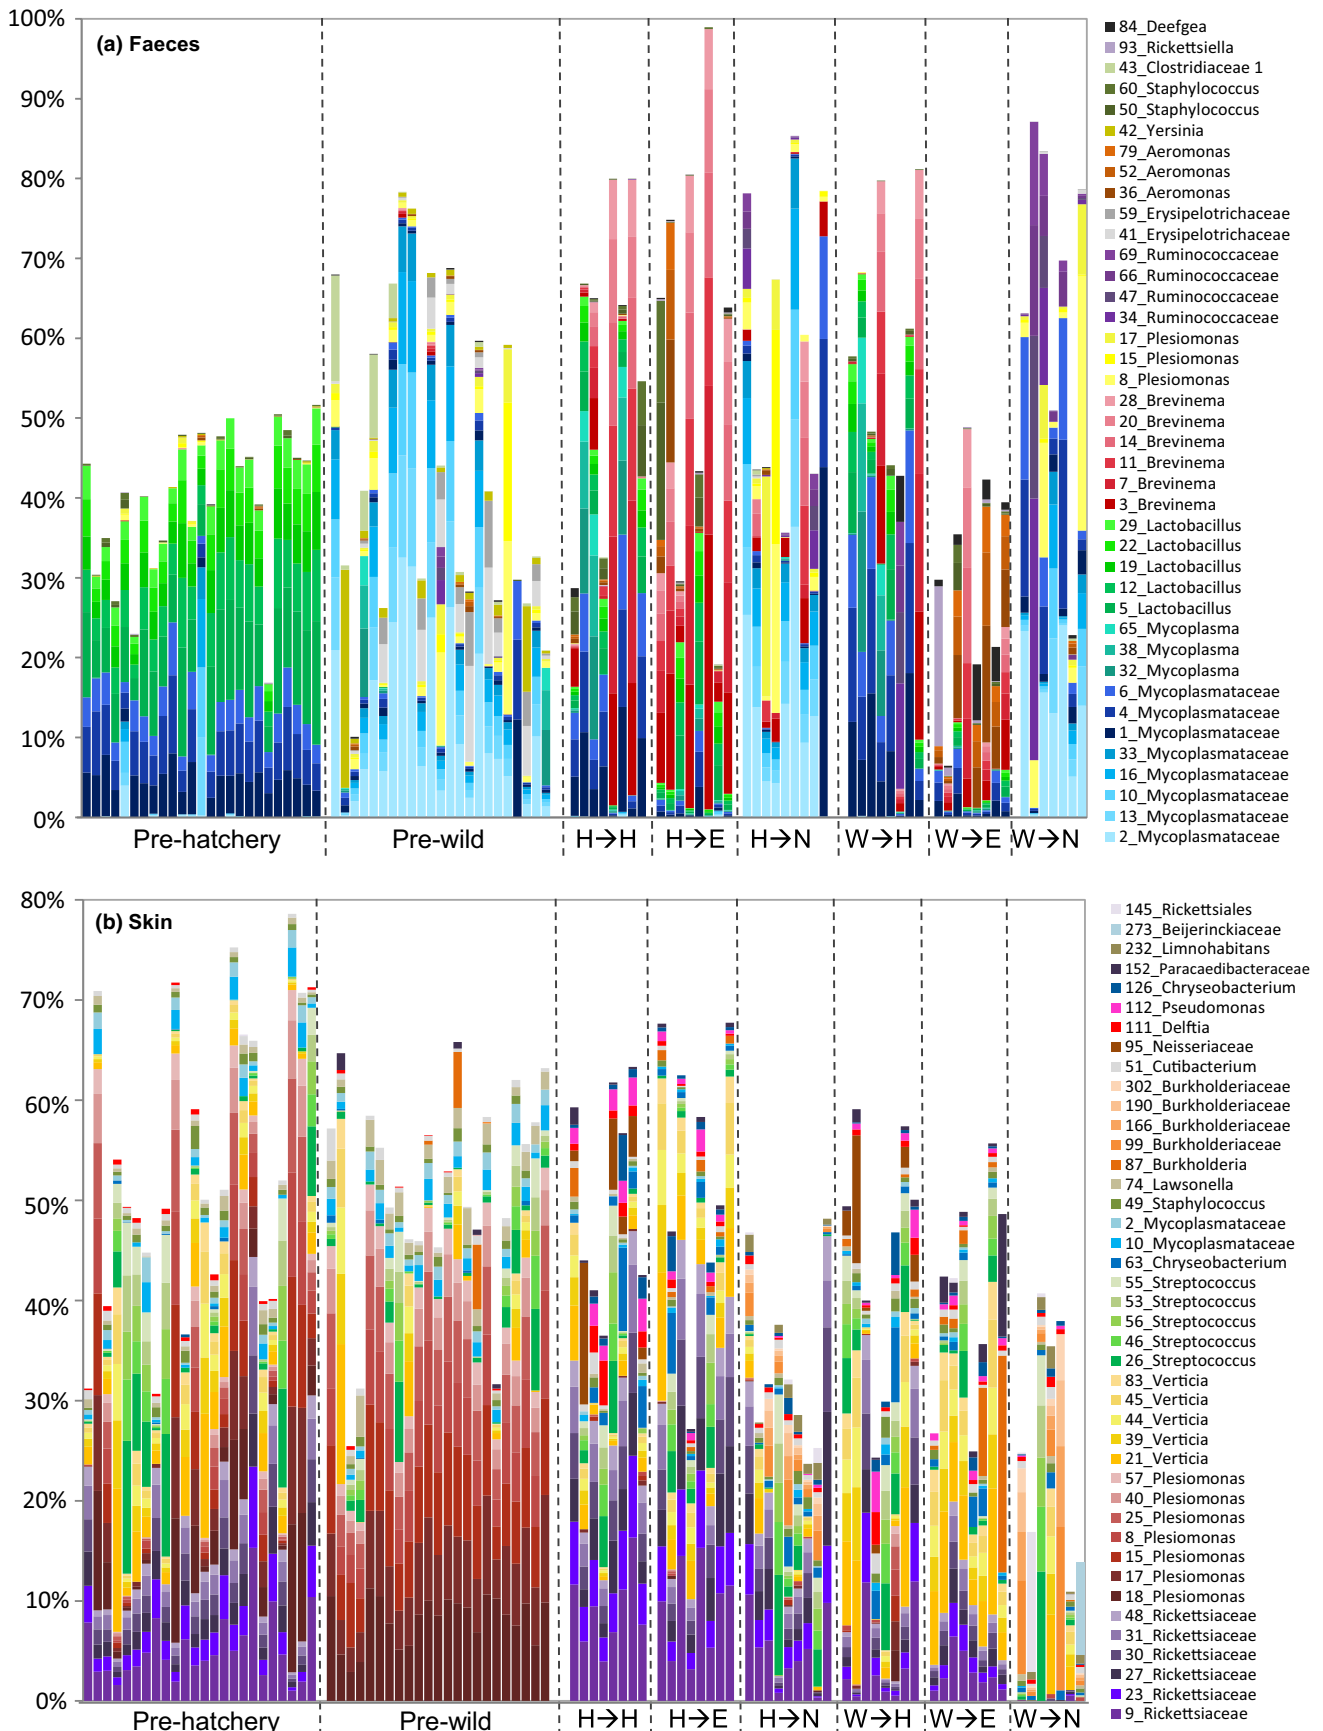 (a) Faeces
100%
90%
80%
70%
60%
50%
40%
30%
20%
10%
0%
Pre-hatchery
Pre-wild
H→H
H→E
H→N
W→H
W→E
W→N
84_Deefgea
93_Rickettsiella
43_Clostridiaceae 1
60_Staphylococcus
50_Staphylococcus
42_Yersinia
79_Aeromonas
52_Aeromonas
36_Aeromonas
59_Erysipelotrichaceae
41_Erysipelotrichaceae
69_Ruminococcaceae
66_Ruminococcaceae
47_Ruminococcaceae
34_Ruminococcaceae
17_Plesiomonas
15_Plesiomonas
8_Plesiomonas
28_Brevinema
20_Brevinema
14_Brevinema
11_Brevinema
7_Brevinema
3_Brevinema
29_Lactobacillus
22_Lactobacillus
19_Lactobacillus
12_Lactobacillus
5_Lactobacillus
65_Mycoplasma
38_Mycoplasma
32_Mycoplasma
6_Mycoplasmataceae
4_Mycoplasmataceae
1_Mycoplasmataceae
33_Mycoplasmataceae
16_Mycoplasmataceae
10_Mycoplasmataceae
13_Mycoplasmataceae
2_Mycoplasmataceae
(b) Skin
80%
70%
60%
50%
40%
30%
20%
10%
0%
Pre-hatchery
Pre-wild
H→H
H→E
H→N
W→H
W→E
W→N
145_Rickettsiales
273_Beijerinckiaceae
232_Limnohabitans
152_Paracaedibacteraceae
126_Chryseobacterium
112_Pseudomonas
111_Delftia
95_Neisseriaceae
51_Cutibacterium
302_Burkholderiaceae
190_Burkholderiaceae
166_Burkholderiaceae
99_Burkholderiaceae
87_Burkholderia
74_Lawsonella
49_Staphylococcus
2_Mycoplasmataceae
10_Mycoplasmataceae
63_Chryseobacterium
55_Streptococcus
53_Streptococcus
56_Streptococcus
46_Streptococcus
26_Streptococcus
83_Verticia
45_Verticia
44_Verticia
39_Verticia
21_Verticia
57_Plesiomonas
40_Plesiomonas
25_Plesiomonas
8_Plesiomonas
15_Plesiomonas
17_Plesiomonas
18_Plesiomonas
48_Rickettsiaceae
31_Rickettsiaceae
30_Rickettsiaceae
27_Rickettsiaceae
23_Rickettsiaceae
9_Rickettsiaceae